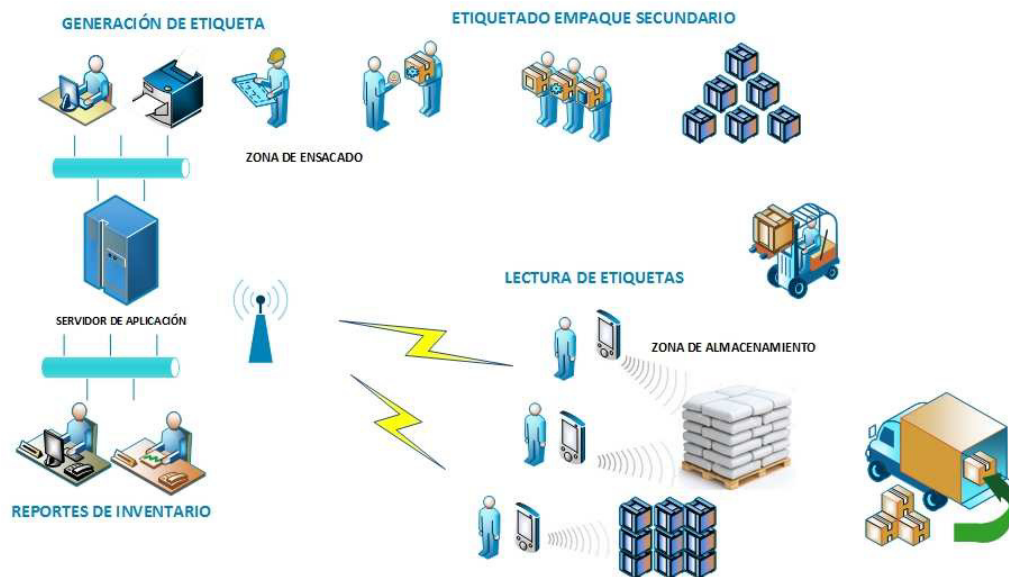 GENERACIÓN DE ETIQUETA
ETIQUETADO EMPAQUE SECUNDARIO
ZONA DE ENSACADO
LECTURA DE ETIQUETAS
SERVIDOR DE APLICACIÓN
ZONA DE ALMACENAMIENTO
REPORTES DE INVENTARIO